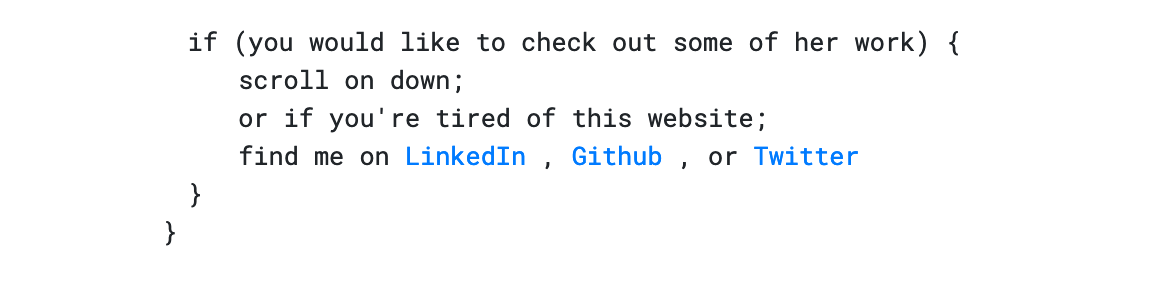 if (you would like to check out some of her work) {
scroll on down;
or if you're tired of this website;
find me on LinkedIn , Github , or Twitter
}
}